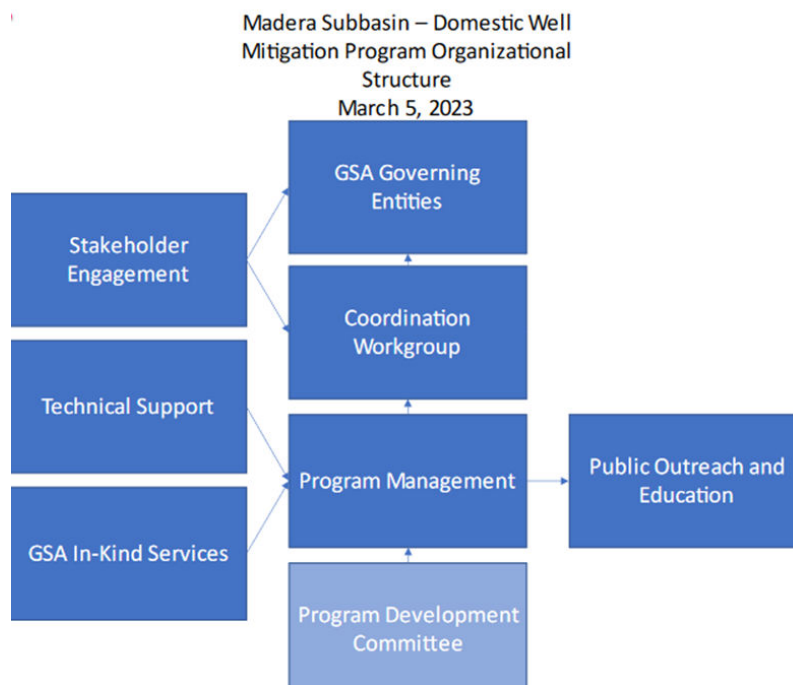 Madera Subbasin – Domestic Well
Mitigation Program Organizational
Structure
March 5, 2023
GSA Governing
Entities
Stakeholder
Engagement
Coordination
Workgroup
Technical Support
Program Management
Public Outreach and
Education
GSA In-Kind Services
Program Development
Committee